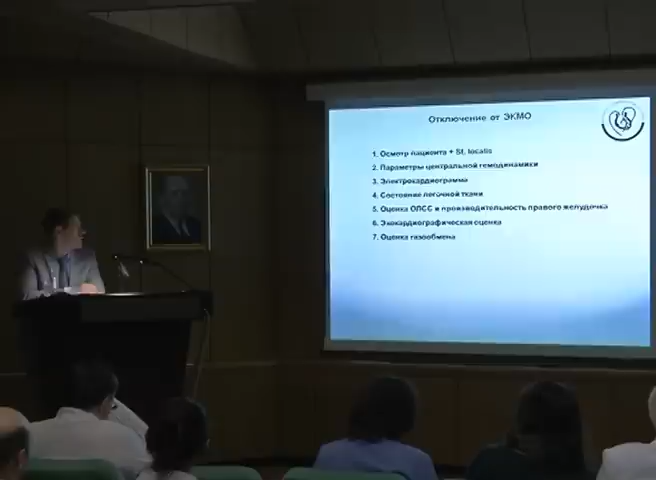 Отключение от ЭКМО
1. Осмотр пациента + St. localis
2. Параметры центральной гемодинамики
3. Электрокардиограмма
4. Состояние легочной ткани
5. Оценка ОЛСС и производительность правого желудочка
6. Эхокардиографическая оценка
7. Оценка газообмена